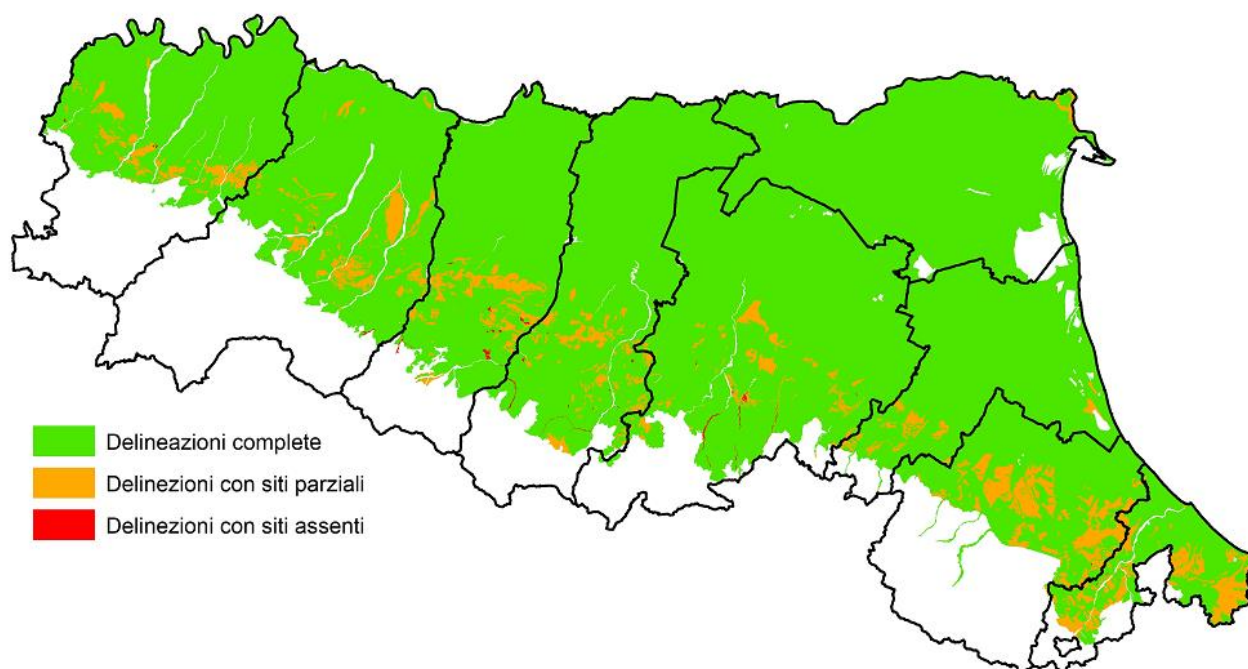 Delineazioni complete
Delinezioni con siti parziali
Delinezioni con siti assenti